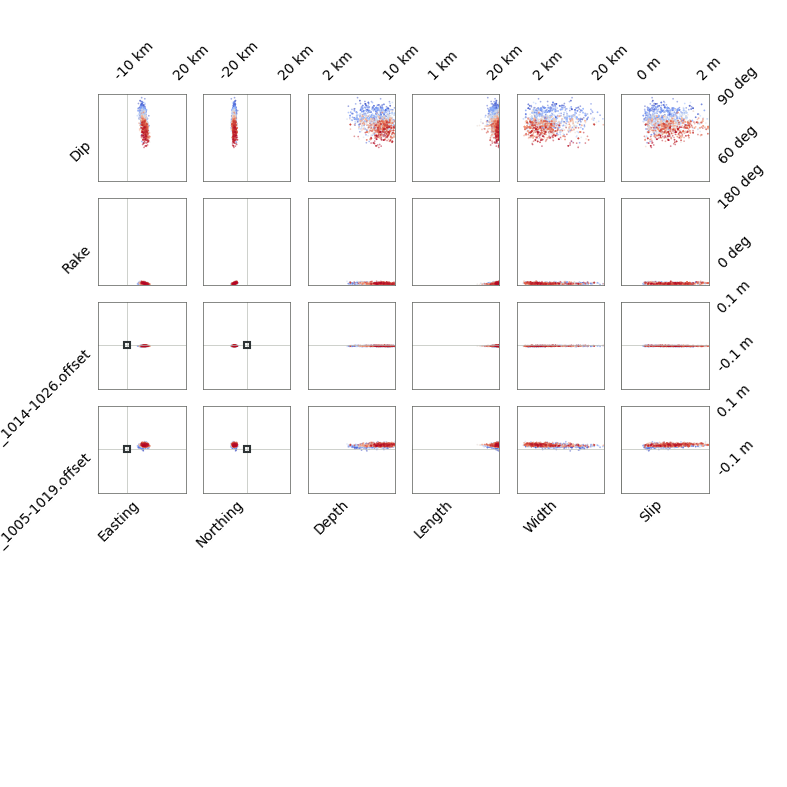 -10 km 20 km -20 km 20 km 2 km 10 km 1 km 20 km 2 km 20 km 0 m 2 m
90 deg
Dip
60 deg
180 deg
Rake
0 deg
0.1 m
_1014-1026.offset
-0.1 m
0.1 m
_1005-1019.offset
-0.1 m
Easting Northing Depth Length Width Slip